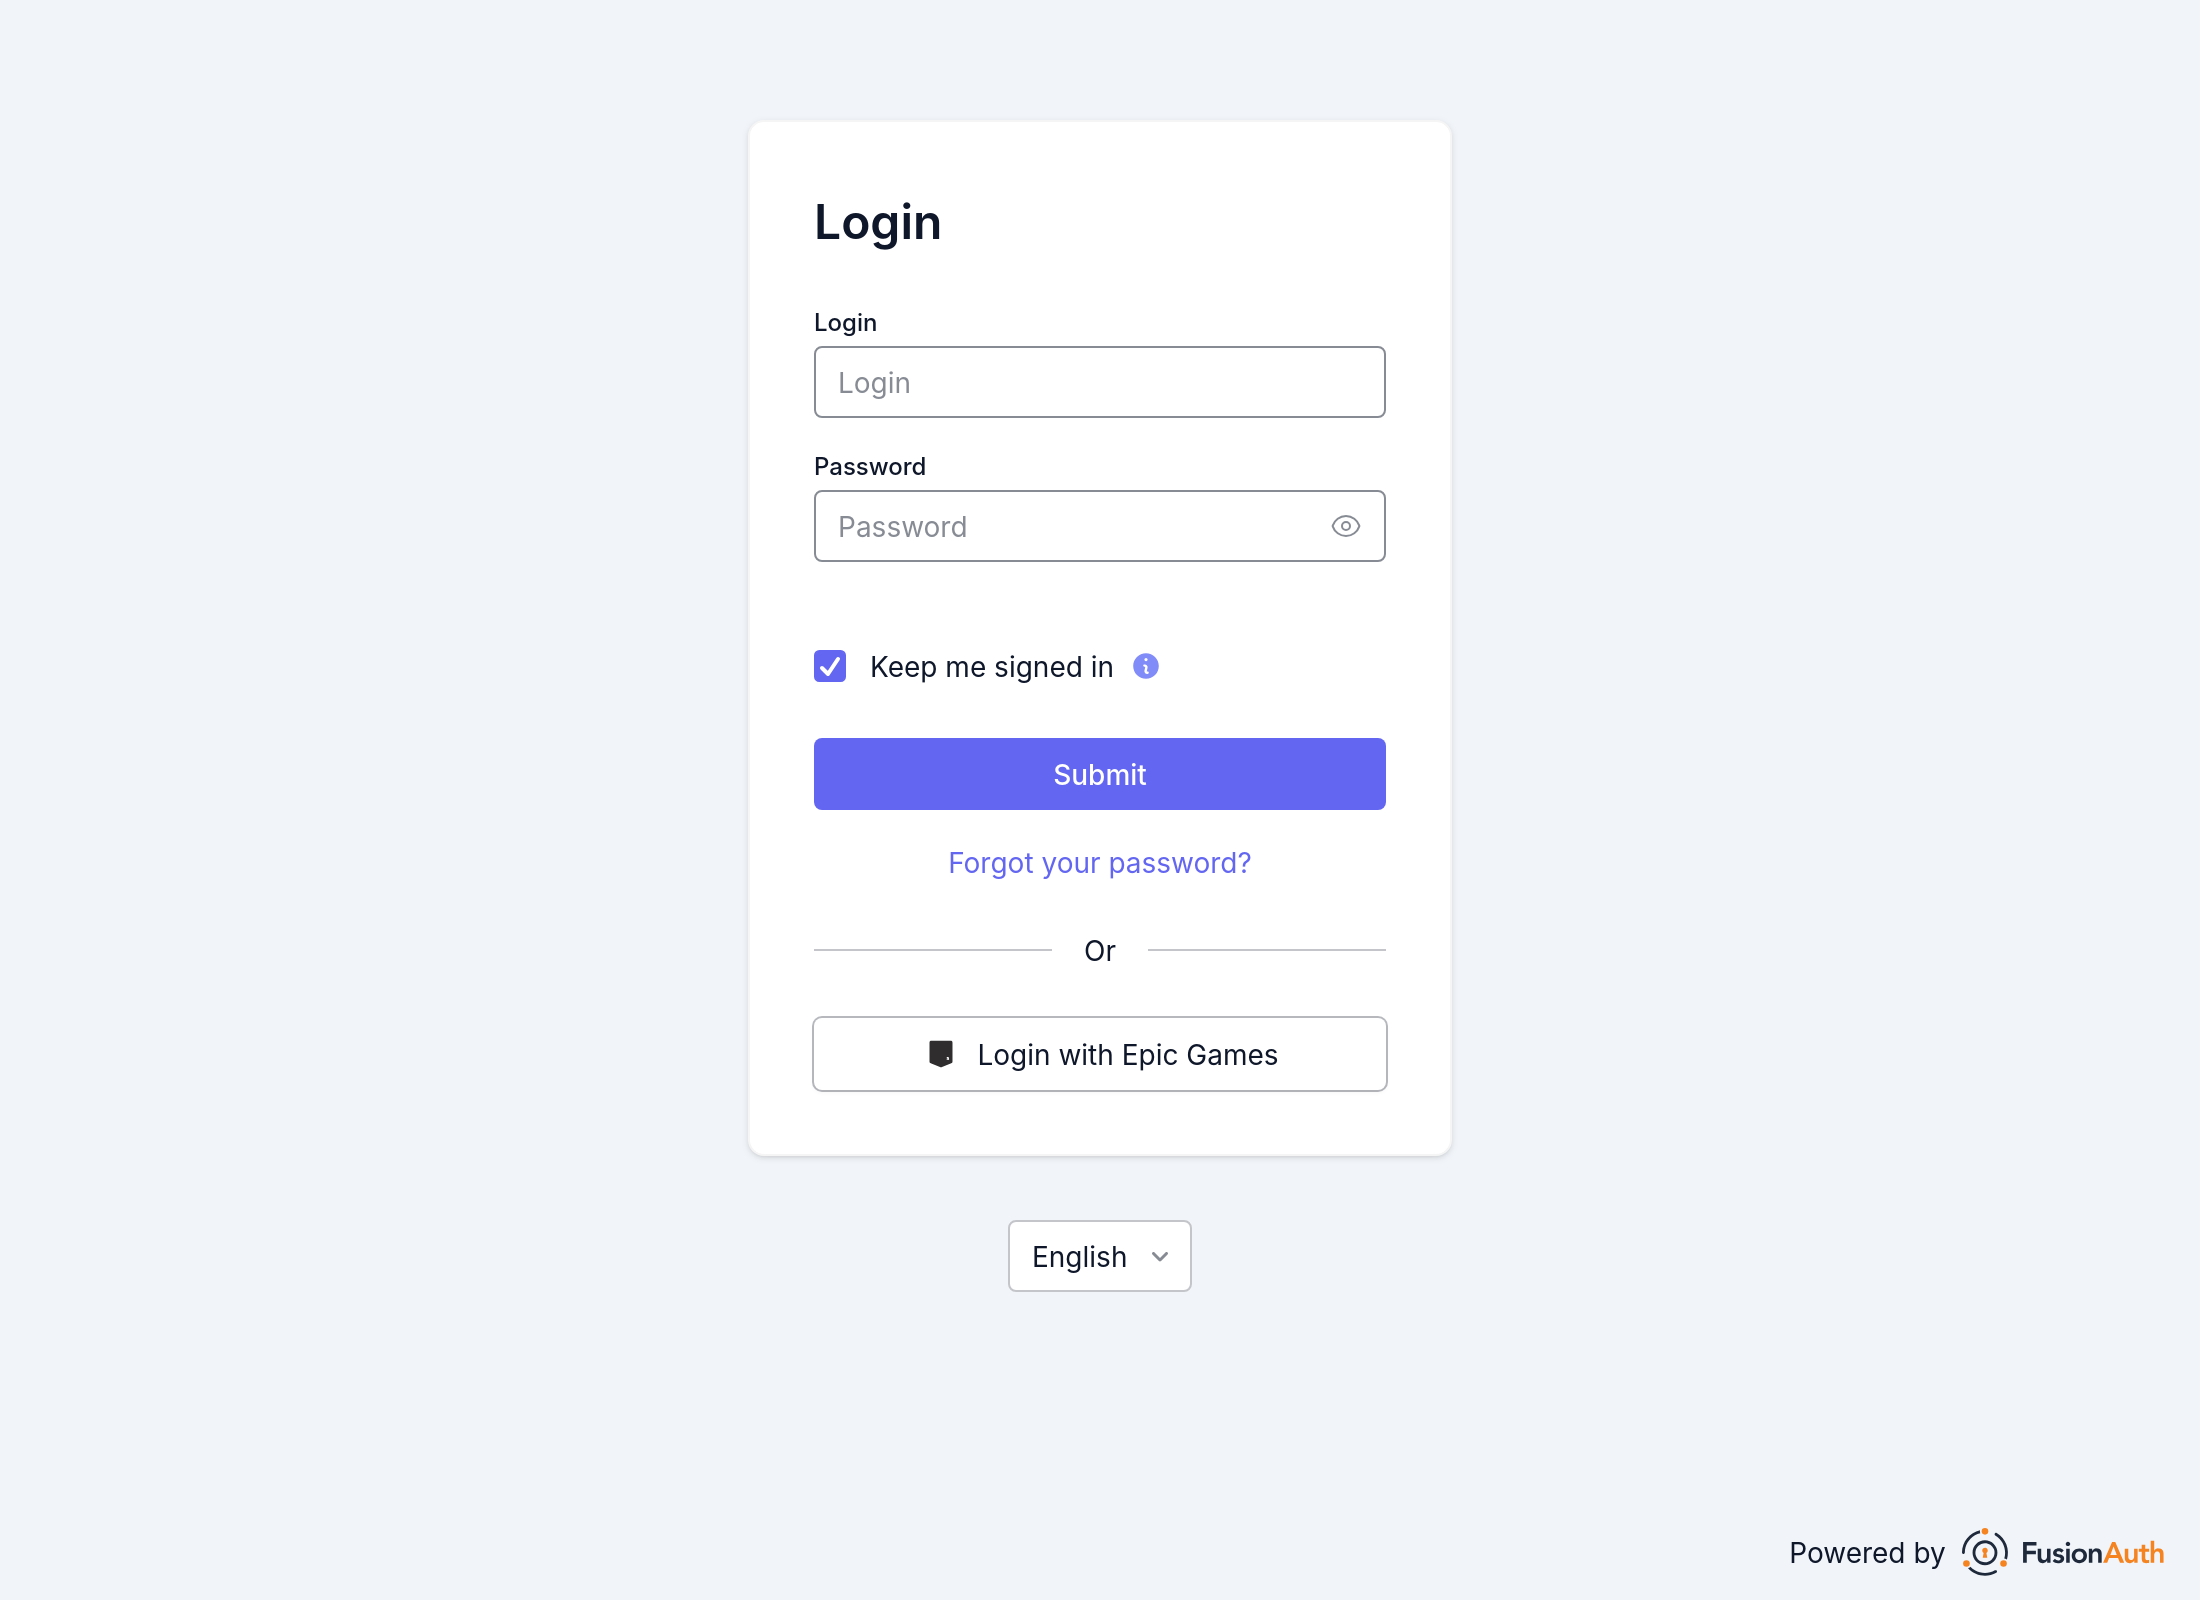 Login
Login
Login
Password
Password
Keep me signed in
Submit
Forgot your password?
Or
Login with Epic Games
English
Powered by FusionAuth